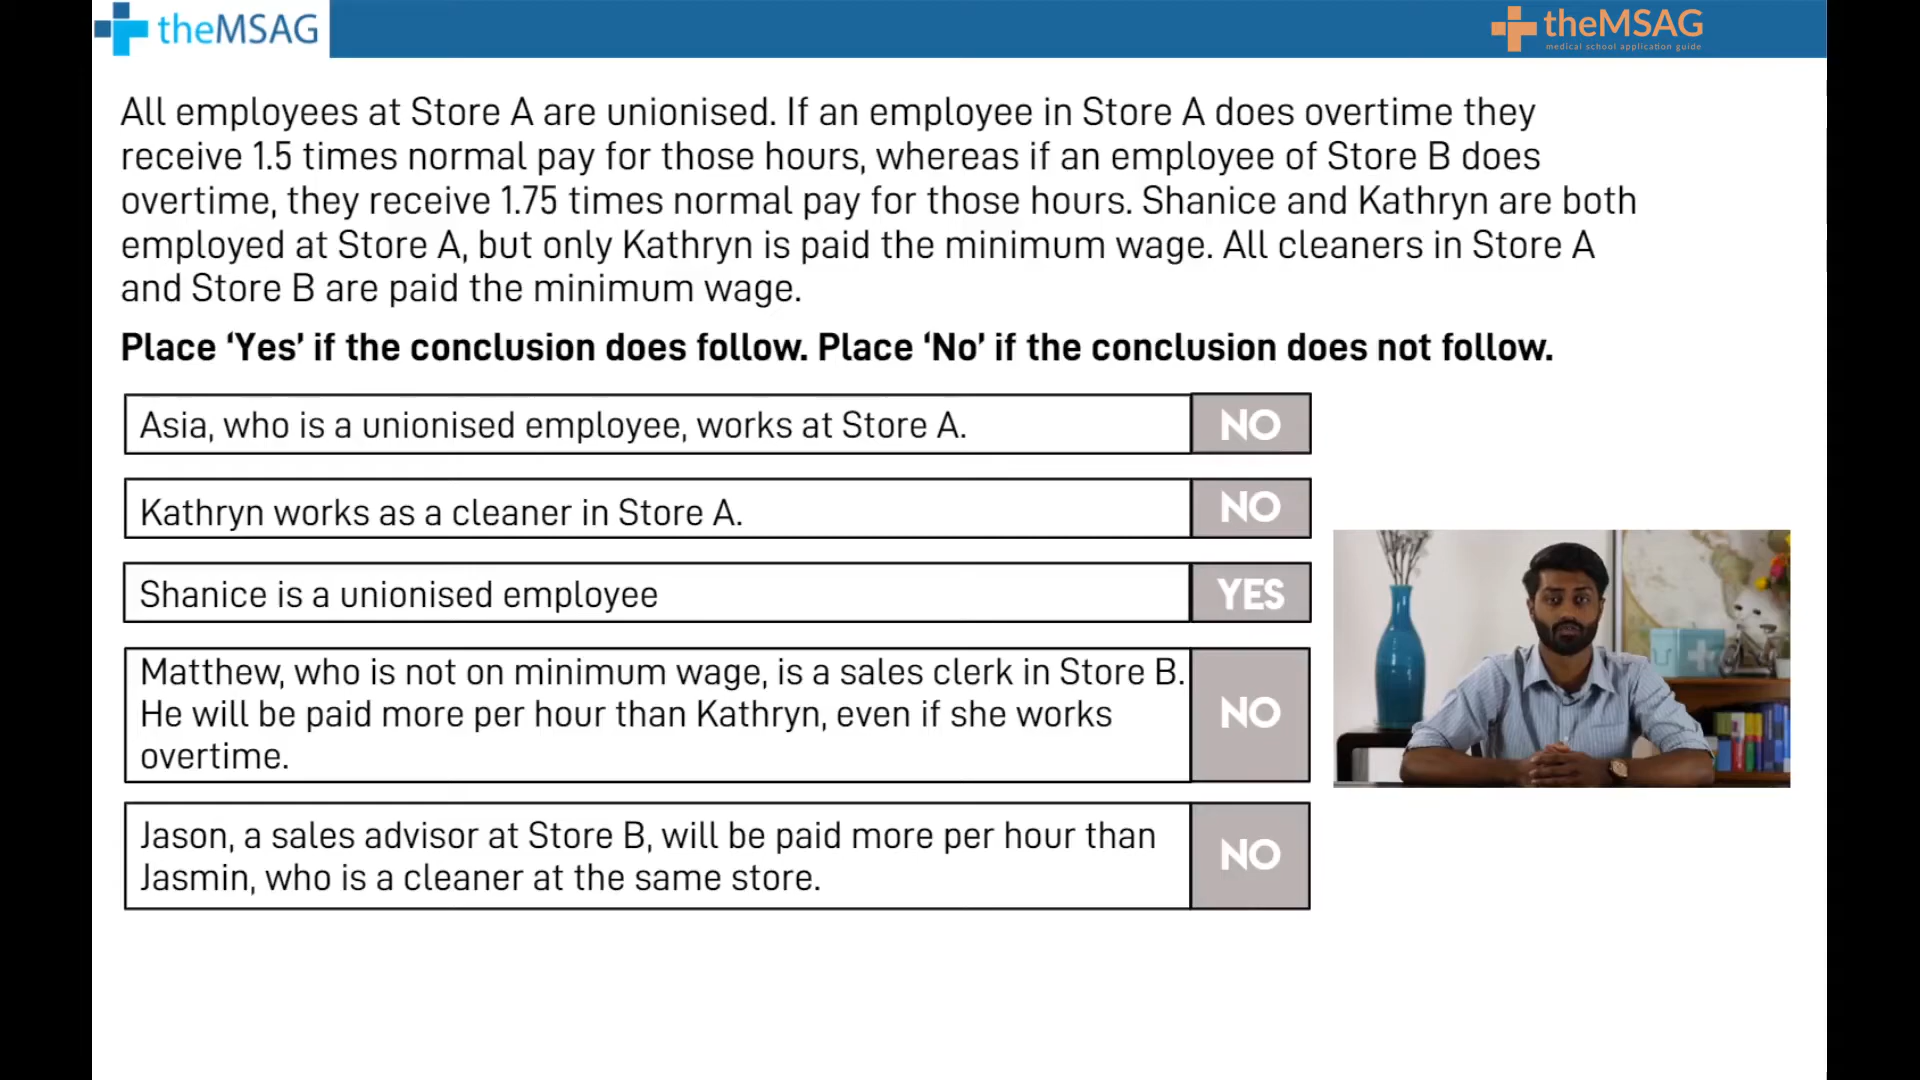 theMSAG
theMSAG
medical school application guide
All employees at Store A are unionised. If an employee in Store A does overtime they
receive 1.5 times normal pay for those hours, whereas if an employee of Store B does
overtime, they receive 1.75 times normal pay for those hours. Shanice and Kathryn are both
employed at Store A, but only Kathryn is paid the minimum wage. All cleaners in Store A
and Store B are paid the minimum wage.
Place ‘Yes’ if the conclusion does follow. Place ‘No’ if the conclusion does not follow.
Asia, who is a unionised employee, works at Store A.
NO
Kathryn works as a cleaner in Store A.
NO
Shanice is a unionised employee
YES
Matthew, who is not on minimum wage, is a sales clerk in Store B.
He will be paid more per hour than Kathryn, even if she works
overtime.
NO
Jason, a sales advisor at Store B, will be paid more per hour than
Jasmin, who is a cleaner at the same store.
NO